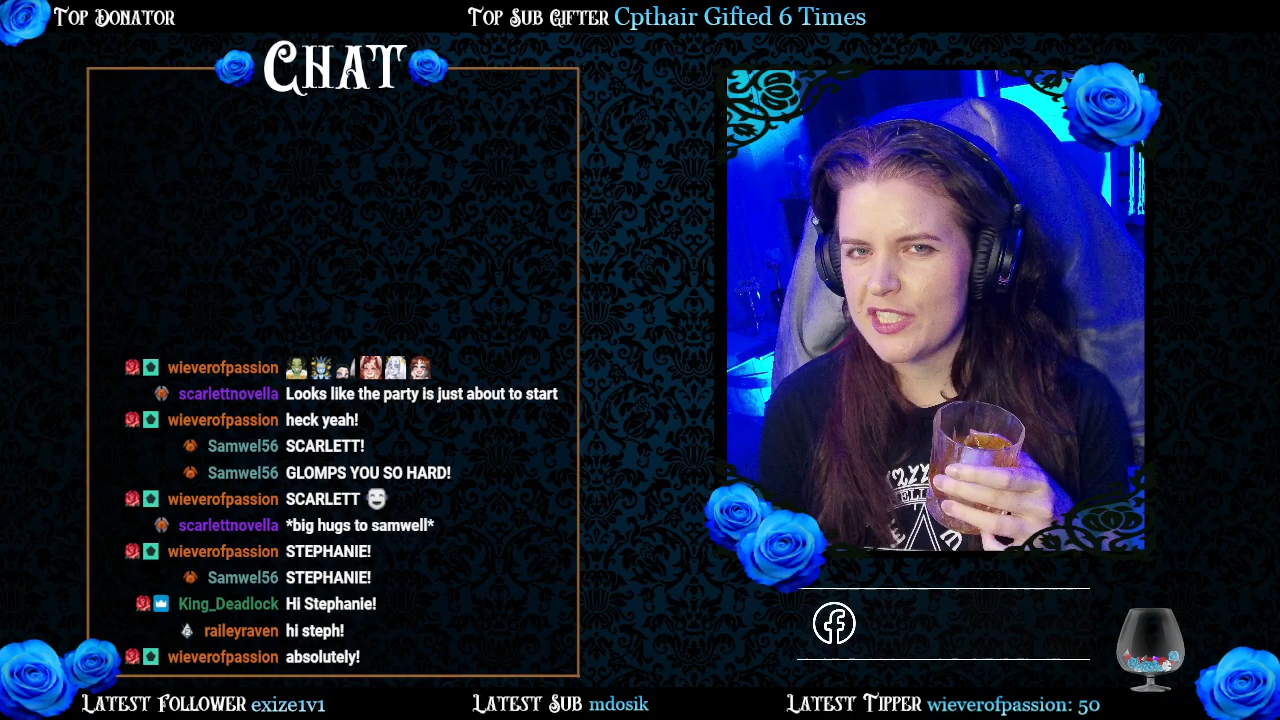 Top Donator
Top Sub Gifter Cpthair Gifted 6 Times
Chat
wieverofpassion
scarlettnovella Looks like the party is just about to start
wieverofpassion heck yeah!
Samwel56 SCARLETT!
Samwel56 GLOMPS YOU SO HARD!
wieverofpassion SCARLETT
scarlettnovella *big hugs to samwell*
wieverofpassion STEPHANIE!
Samwel56 STEPHANIE!
King_Deadlock Hi Stephanie!
raileyraven hi steph!
wieverofpassion absolutely!
Latest Follower exize1v1
Latest Sub mdosik
Latest Tipper wieverofpassion: 50